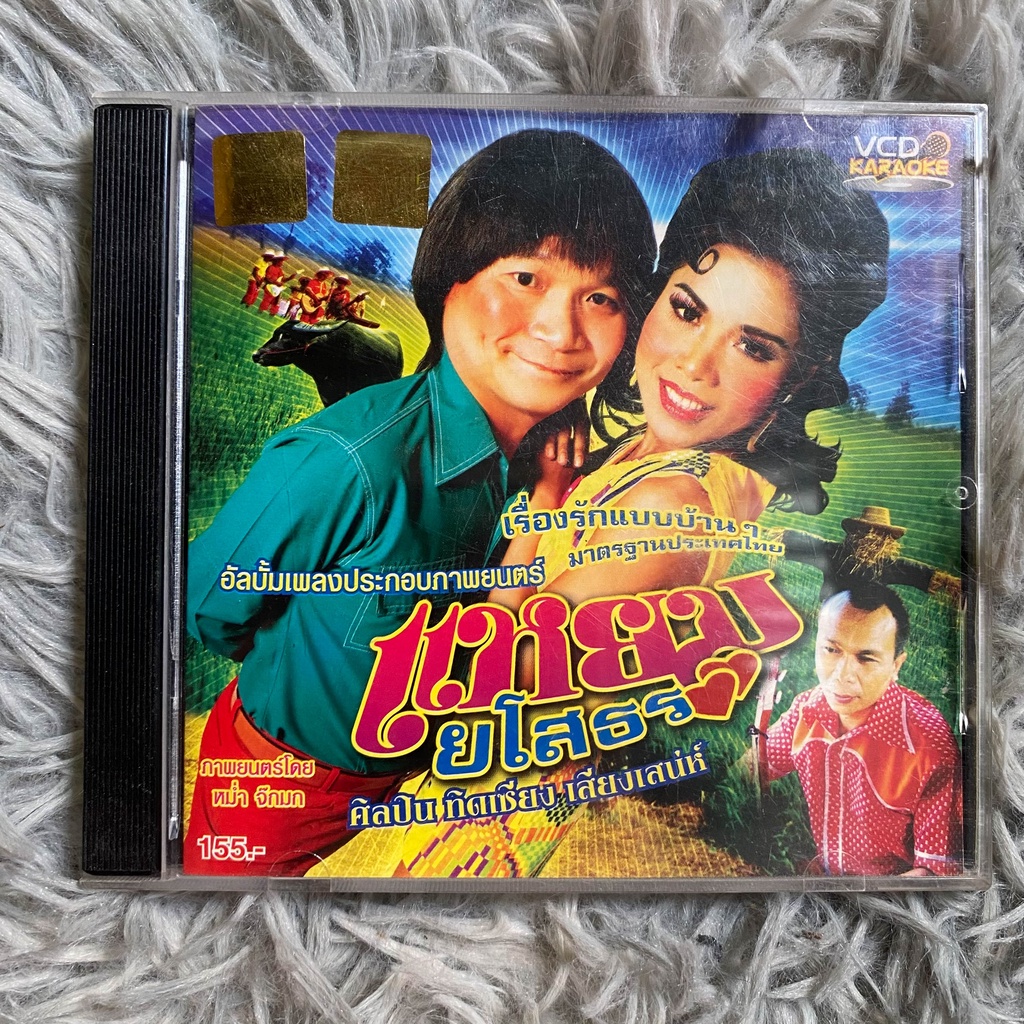 VCD
KARAOKE
เรื่องรักแบบบ้านๆ
มาตรฐานประเทศไทย
อัลบั้มเพลงประกอบภาพยนตร์
แหยม
ยโสธร
ศิลปิน ทิดเซียง เสียงเสน่ห์
ภาพยนตร์โดย
หม่ำ จ๊กมก
155.-